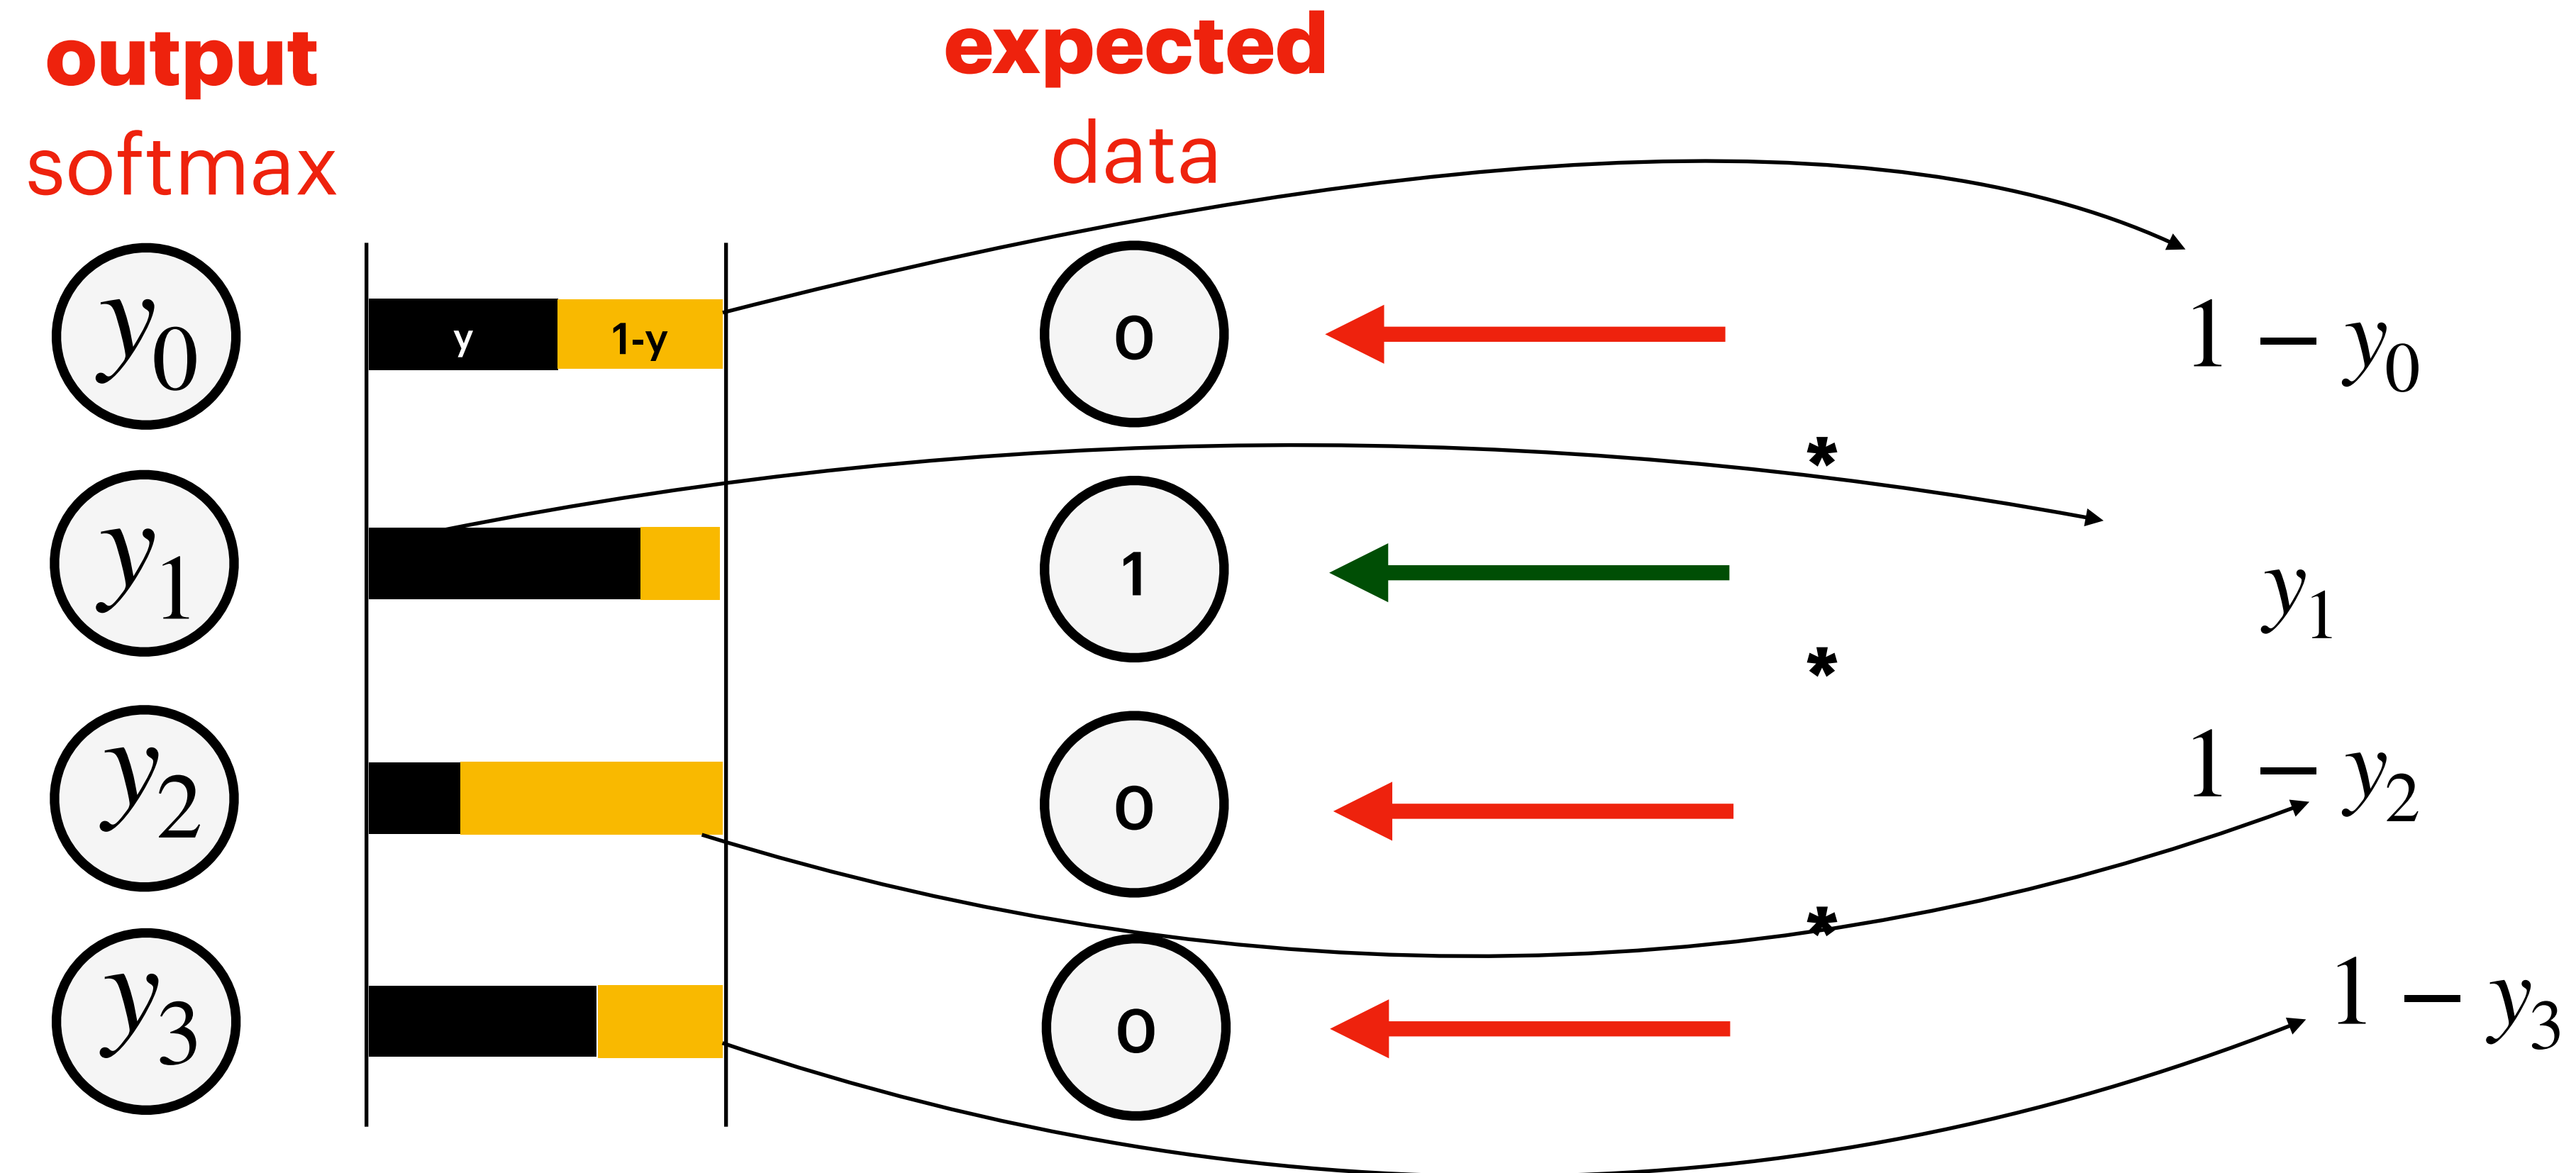 output
softmax
expected
data
y₀
y
1-y
0
1 − y₀
*
y₁
1
y₁
*
y₂
0
1 − y₂
*
y₃
0
1 − y₃